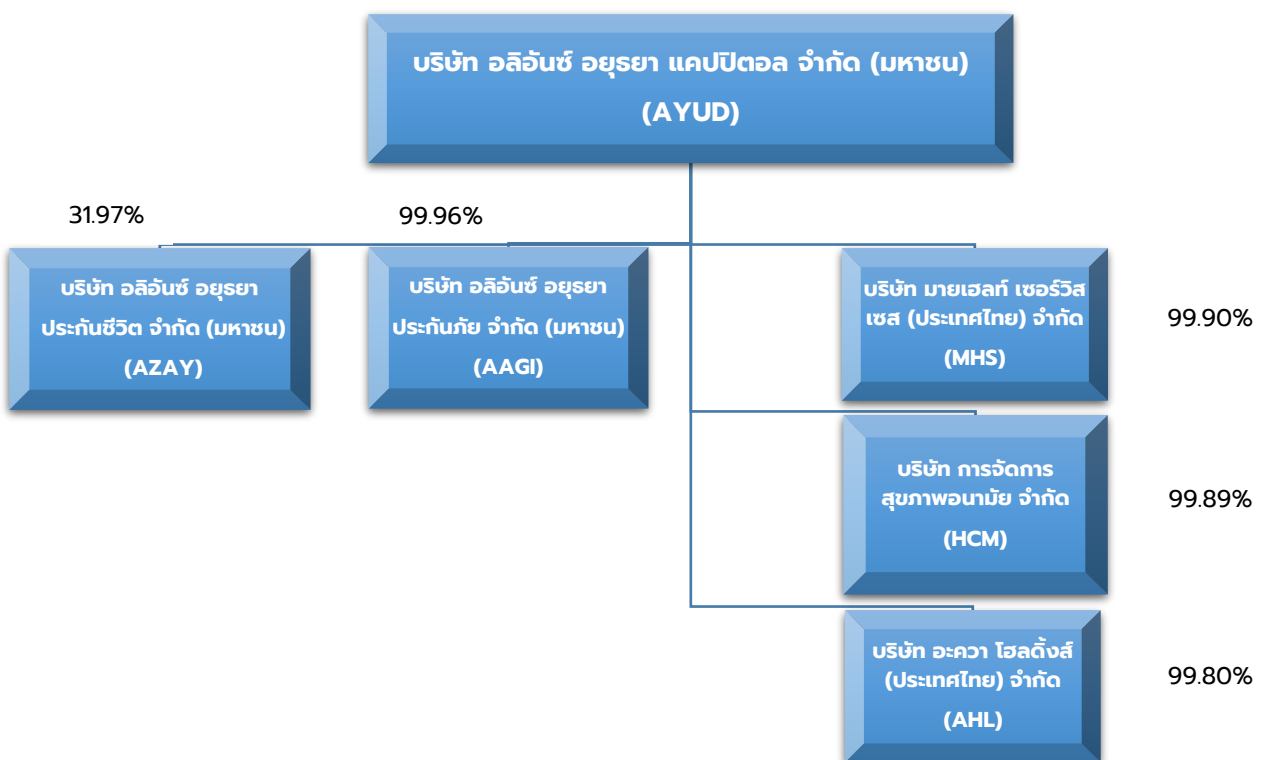 บริษัท อลิอันซ์ อยุธยา แคปปิตอล จำกัด (มหาชน)
(AYUD)
31.97%
99.96%
บริษัท อลิอันซ์ อยุธยา
ประกันชีวิต จำกัด (มหาชน)
(AZAY)
บริษัท อลิอันซ์ อยุธยา
ประกันภัย จำกัด (มหาชน)
(AAGI)
บริษัท มายเฮลท์ เซอร์วิส
เซส (ประเทศไทย) จำกัด
(MHS)
99.90%
บริษัท การจัดการ
สุขภาพอนามัย จำกัด
(HCM)
99.89%
บริษัท อะควา โฮลดิ้งส์
(ประเทศไทย) จำกัด
(AHL)
99.80%